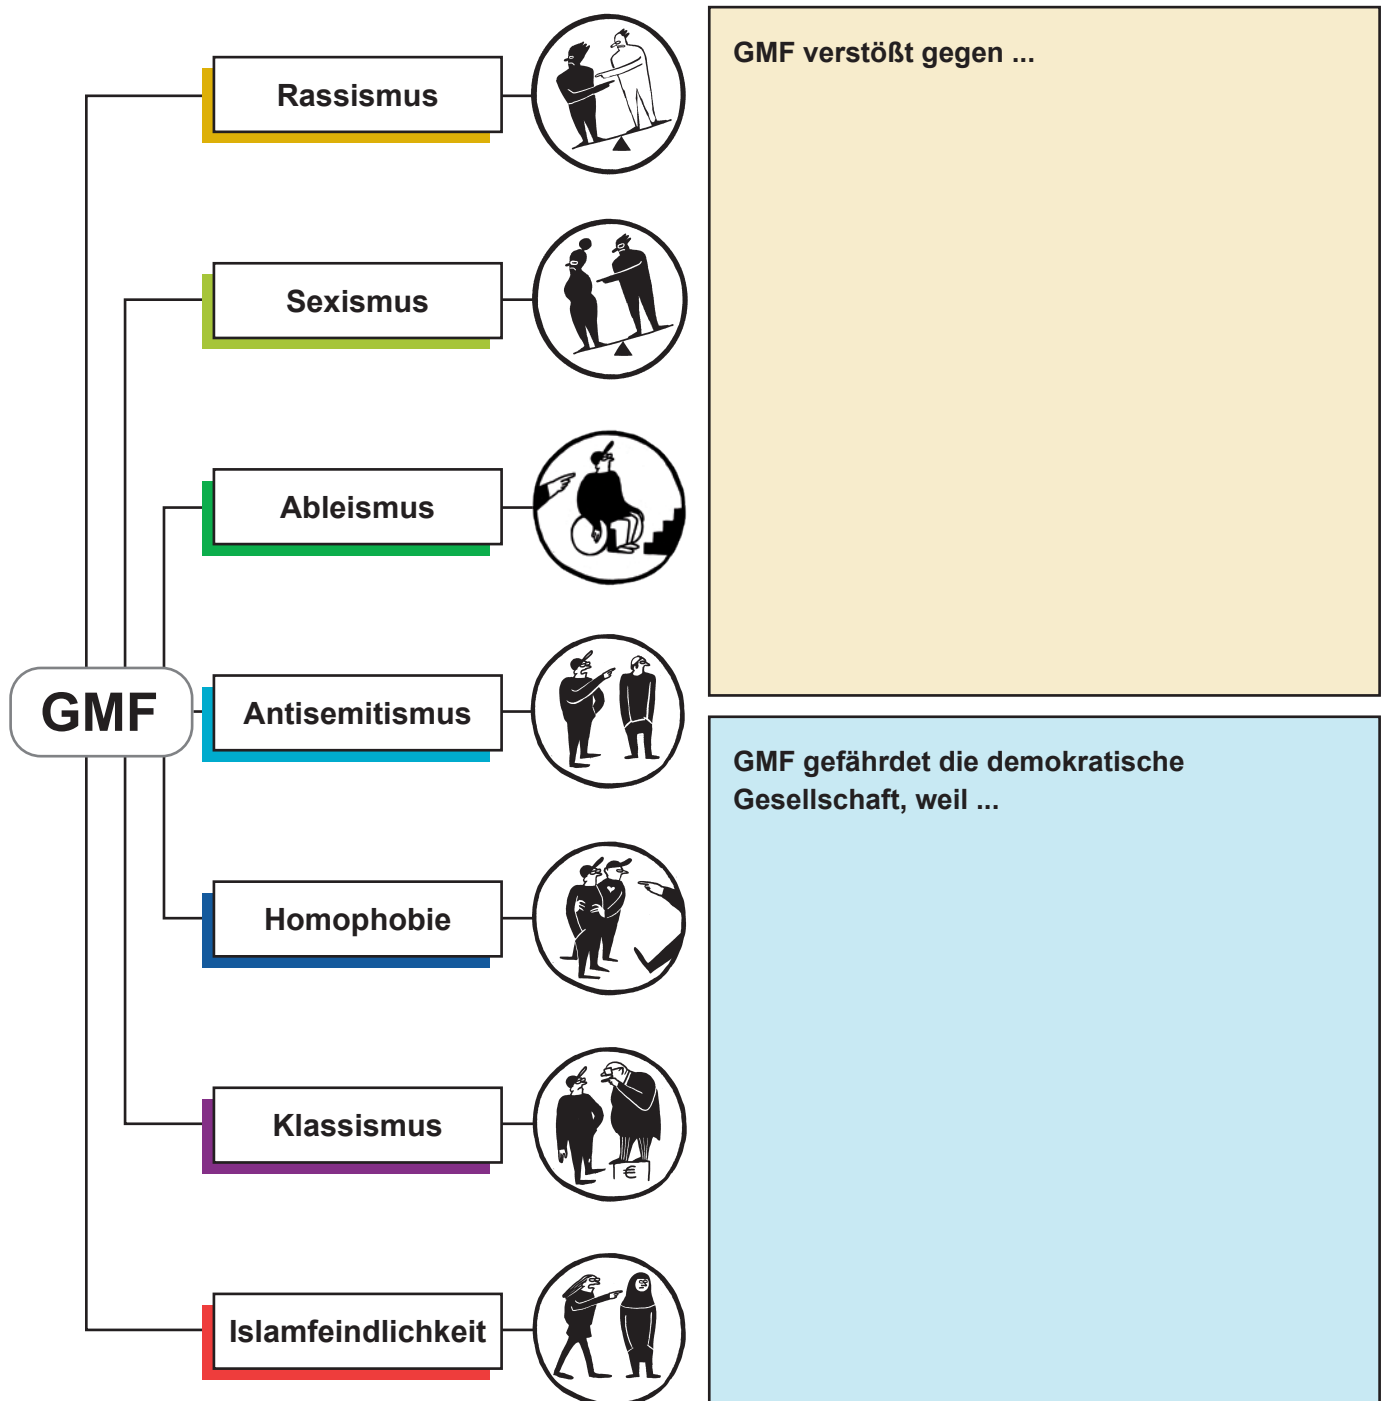 GMF
Rassismus
Sexismus
Ableismus
Antisemitismus
Homophobie
Klassismus
€
Islamfeindlichkeit
GMF verstößt gegen ...
GMF gefährdet die demokratische
Gesellschaft, weil ...